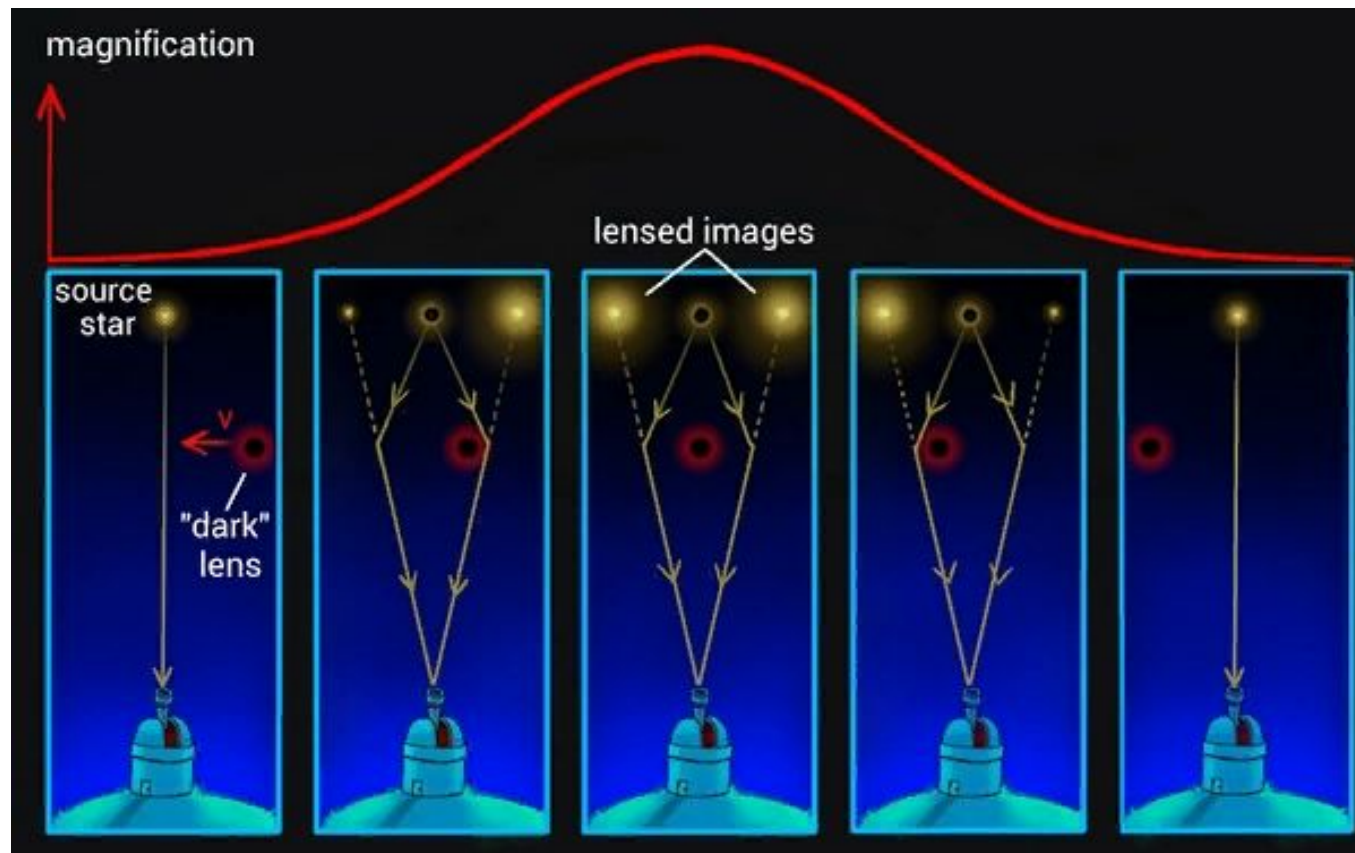 magnification
lensed images
source
star
v
"dark"
lens